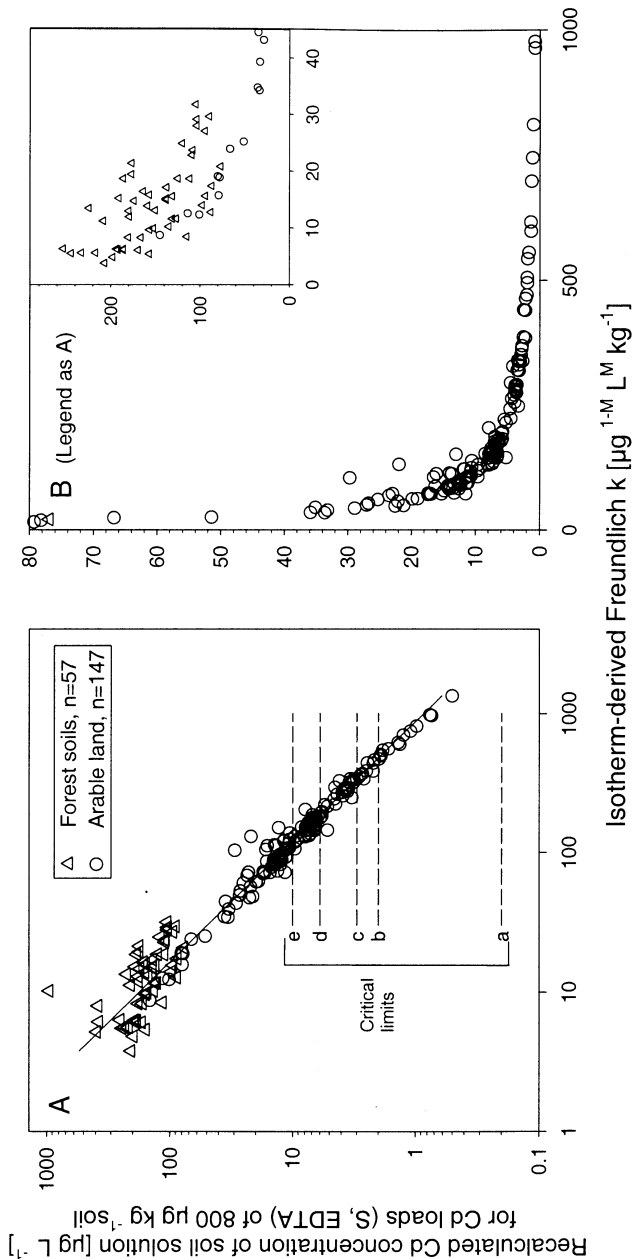 Recalculated Cd concentration of soil solution [µg L⁻¹]
for Cd loads (S, EDTA) of 800 µg kg⁻¹soil
A
△ Forest soils, n=57
○ Arable land, n=147
1000
100
10
1
0.1
1
10
100
1000
Critical
limits
e
d
c
b
a
B (Legend as A)
80
70
60
50
40
30
20
10
0
0
500
1000
200
100
0
0
10
20
30
40
Isotherm-derived Freundlich k [µg ¹⁻ᴹ Lᴹ kg⁻¹]